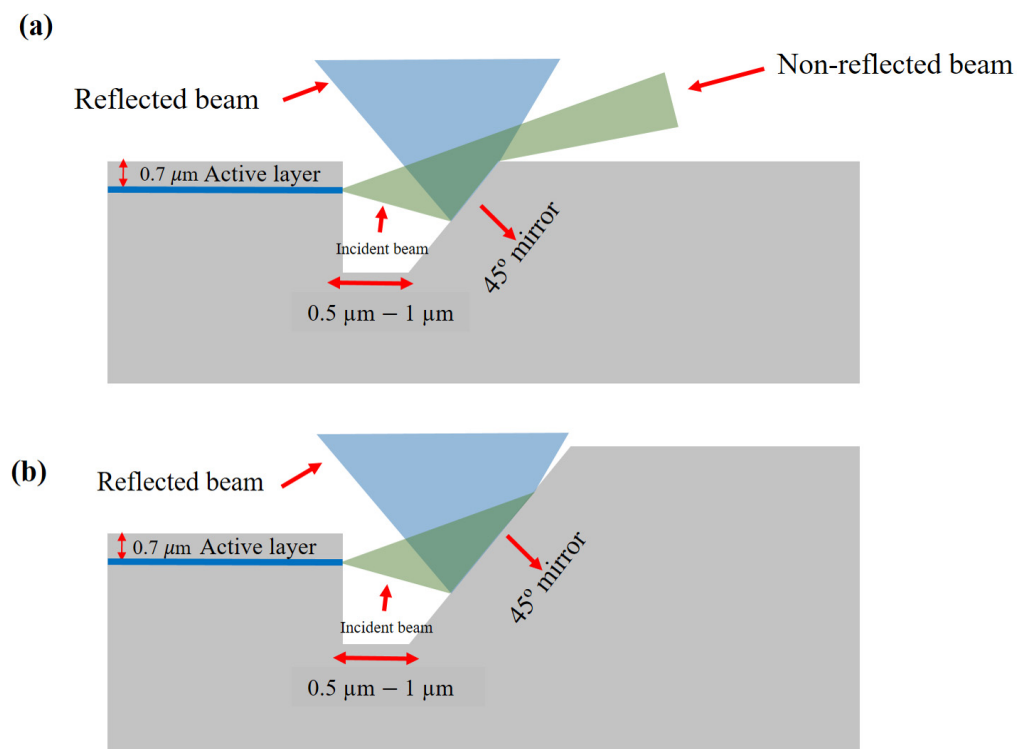 (a)
Non-reflected beam
Reflected beam
0.7 μm Active layer
Incident beam
45º mirror
0.5 μm − 1 μm
(b)
Reflected beam
0.7 μm Active layer
Incident beam
45º mirror
0.5 μm − 1 μm